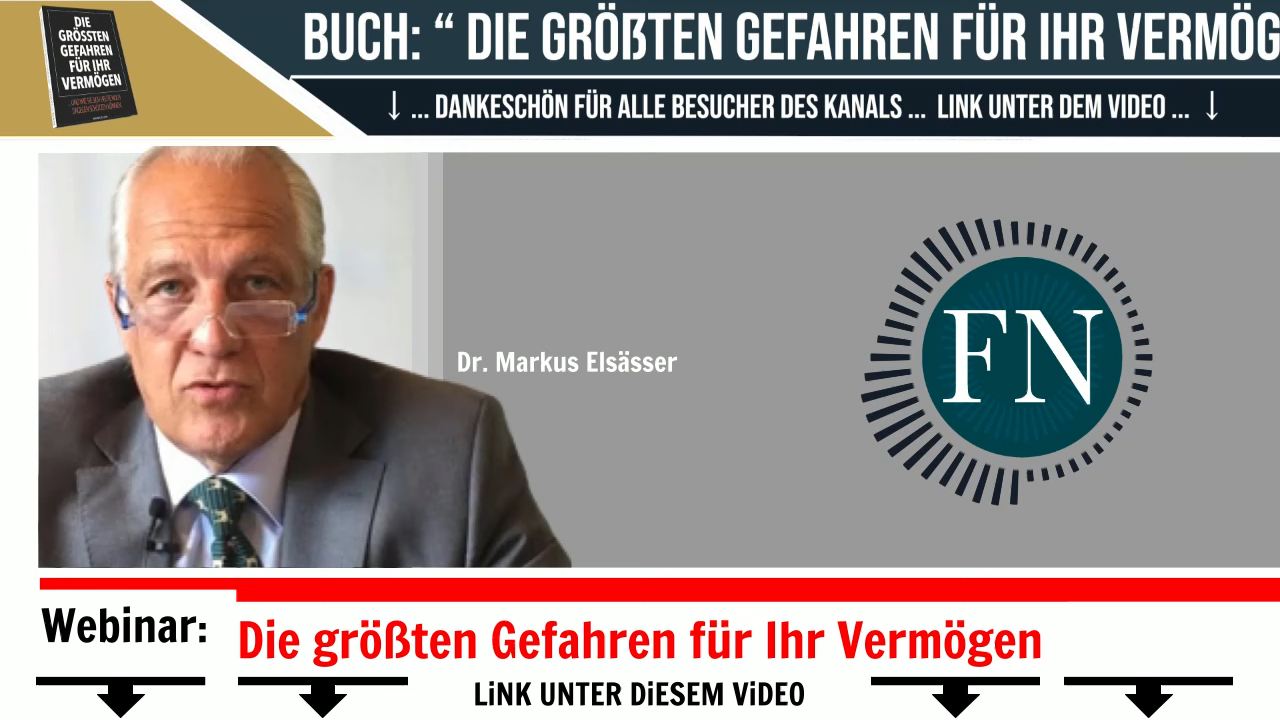 DIE
GRÖSSTEN
GEFAHREN
FÜR IHR
VERMÖGEN
BUCH: “ DIE GRÖßTEN GEFAHREN FÜR IHR VERMÖG
↓ ... DANKESCHÖN FÜR ALLE BESUCHER DES KANALS ... LINK UNTER DEM VIDEO ... ↓
Dr. Markus Elsässer
FN
Webinar:
Die größten Gefahren für Ihr Vermögen
LiNK UNTER DiESEM ViDEO